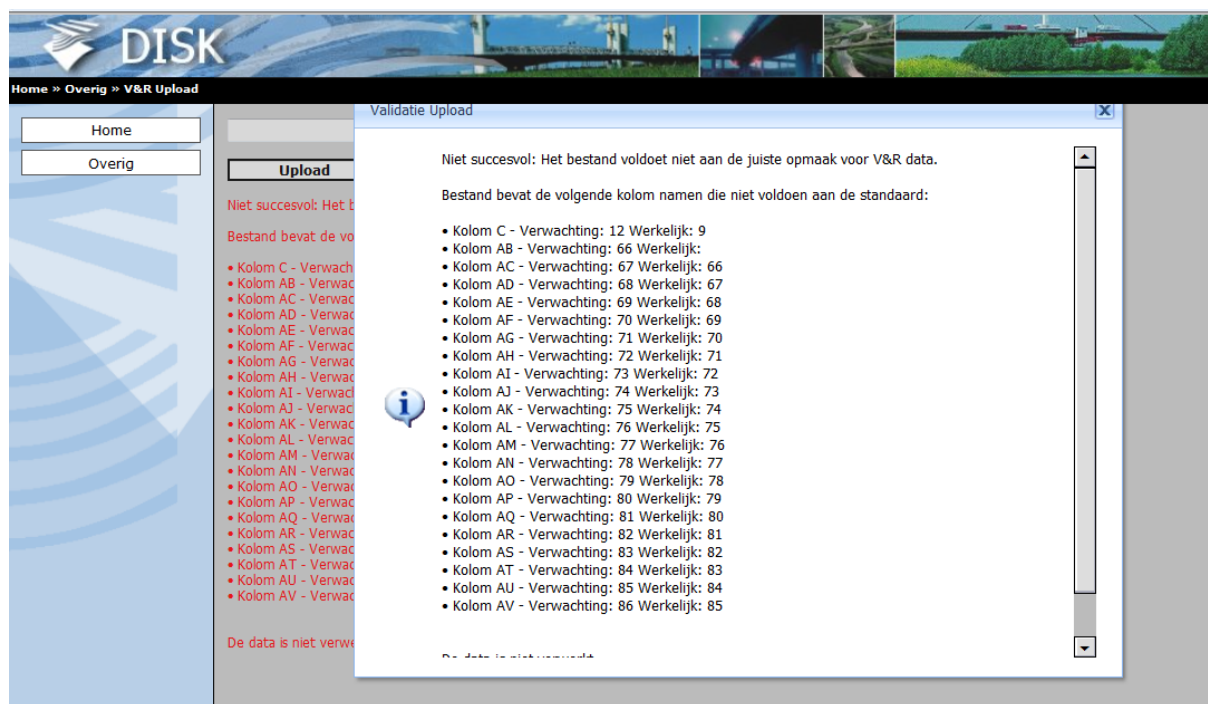 DISK
Home » Overig » V&R Upload
Home
Overig
Upload
Niet succesvol: Het b
Bestand bevat de vo
• Kolom C - Verwach
• Kolom AB - Verwac
• Kolom AC - Verwac
• Kolom AD - Verwac
• Kolom AE - Verwac
• Kolom AF - Verwac
• Kolom AG - Verwac
• Kolom AH - Verwac
• Kolom AI - Verwacl
• Kolom AJ - Verwac
• Kolom AK - Verwac
• Kolom AL - Verwac
• Kolom AM - Verwac
• Kolom AN - Verwac
• Kolom AO - Verwac
• Kolom AP - Verwac
• Kolom AQ - Verwac
• Kolom AR - Verwac
• Kolom AS - Verwac
• Kolom AT - Verwac
• Kolom AU - Verwac
• Kolom AV - Verwac
De data is niet verwe
Validatie Upload
Niet succesvol: Het bestand voldoet niet aan de juiste opmaak voor V&R data.
Bestand bevat de volgende kolom namen die niet voldoen aan de standaard:
• Kolom C - Verwachting: 12 Werkelijk: 9
• Kolom AB - Verwachting: 66 Werkelijk:
• Kolom AC - Verwachting: 67 Werkelijk: 66
• Kolom AD - Verwachting: 68 Werkelijk: 67
• Kolom AE - Verwachting: 69 Werkelijk: 68
• Kolom AF - Verwachting: 70 Werkelijk: 69
• Kolom AG - Verwachting: 71 Werkelijk: 70
• Kolom AH - Verwachting: 72 Werkelijk: 71
• Kolom AI - Verwachting: 73 Werkelijk: 72
• Kolom AJ - Verwachting: 74 Werkelijk: 73
• Kolom AK - Verwachting: 75 Werkelijk: 74
• Kolom AL - Verwachting: 76 Werkelijk: 75
• Kolom AM - Verwachting: 77 Werkelijk: 76
• Kolom AN - Verwachting: 78 Werkelijk: 77
• Kolom AO - Verwachting: 79 Werkelijk: 78
• Kolom AP - Verwachting: 80 Werkelijk: 79
• Kolom AQ - Verwachting: 81 Werkelijk: 80
• Kolom AR - Verwachting: 82 Werkelijk: 81
• Kolom AS - Verwachting: 83 Werkelijk: 82
• Kolom AT - Verwachting: 84 Werkelijk: 83
• Kolom AU - Verwachting: 85 Werkelijk: 84
• Kolom AV - Verwachting: 86 Werkelijk: 85
De data is niet verwerkt